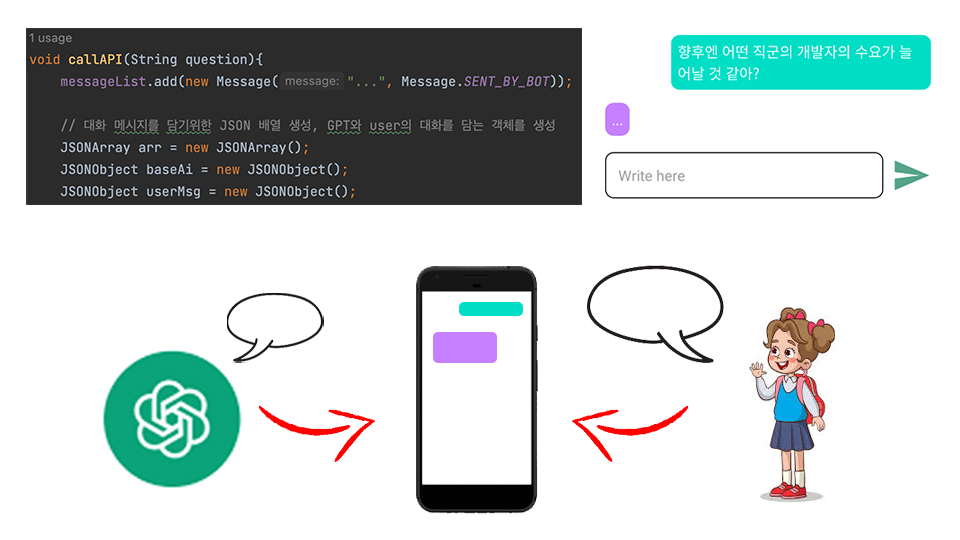 1 usage
void callAPI(String question){
messageList.add(new Message( message: "...", Message.SENT_BY_BOT));
// 대화 메시지를 담기위한 JSON 배열 생성, GPT와 user의 대화를 담는 객체를 생성
JSONArray arr = new JSONArray();
JSONObject baseAi = new JSONObject();
JSONObject userMsg = new JSONObject();
향후엔 어떤 직군의 개발자의 수요가 늘
어날 것 같아?
...
Write here